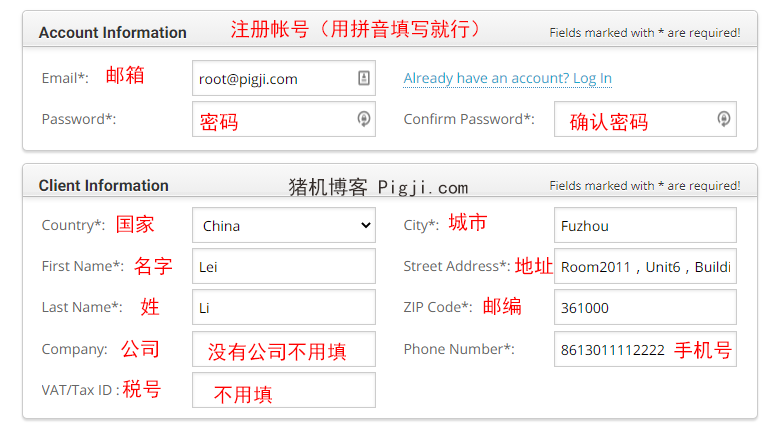 Account Information 注册帐号（用拼音填写就行） Fields marked with * are required!
Email*: 邮箱 root@pigji.com Already have an account? Log In
Password*: 密码 Confirm Password*: 确认密码
Client Information 猪机博客 Pigji.com Fields marked with * are required!
Country*: 国家 China City*: 城市 Fuzhou
First Name*: 名字 Lei Street Address*: 地址 Room2011，Unit6，Buildi
Last Name*: 姓 Li ZIP Code*: 邮编 361000
Company: 公司 没有公司不用填 Phone Number*: 8613011112222 手机号
VAT/Tax ID : 税号 不用填